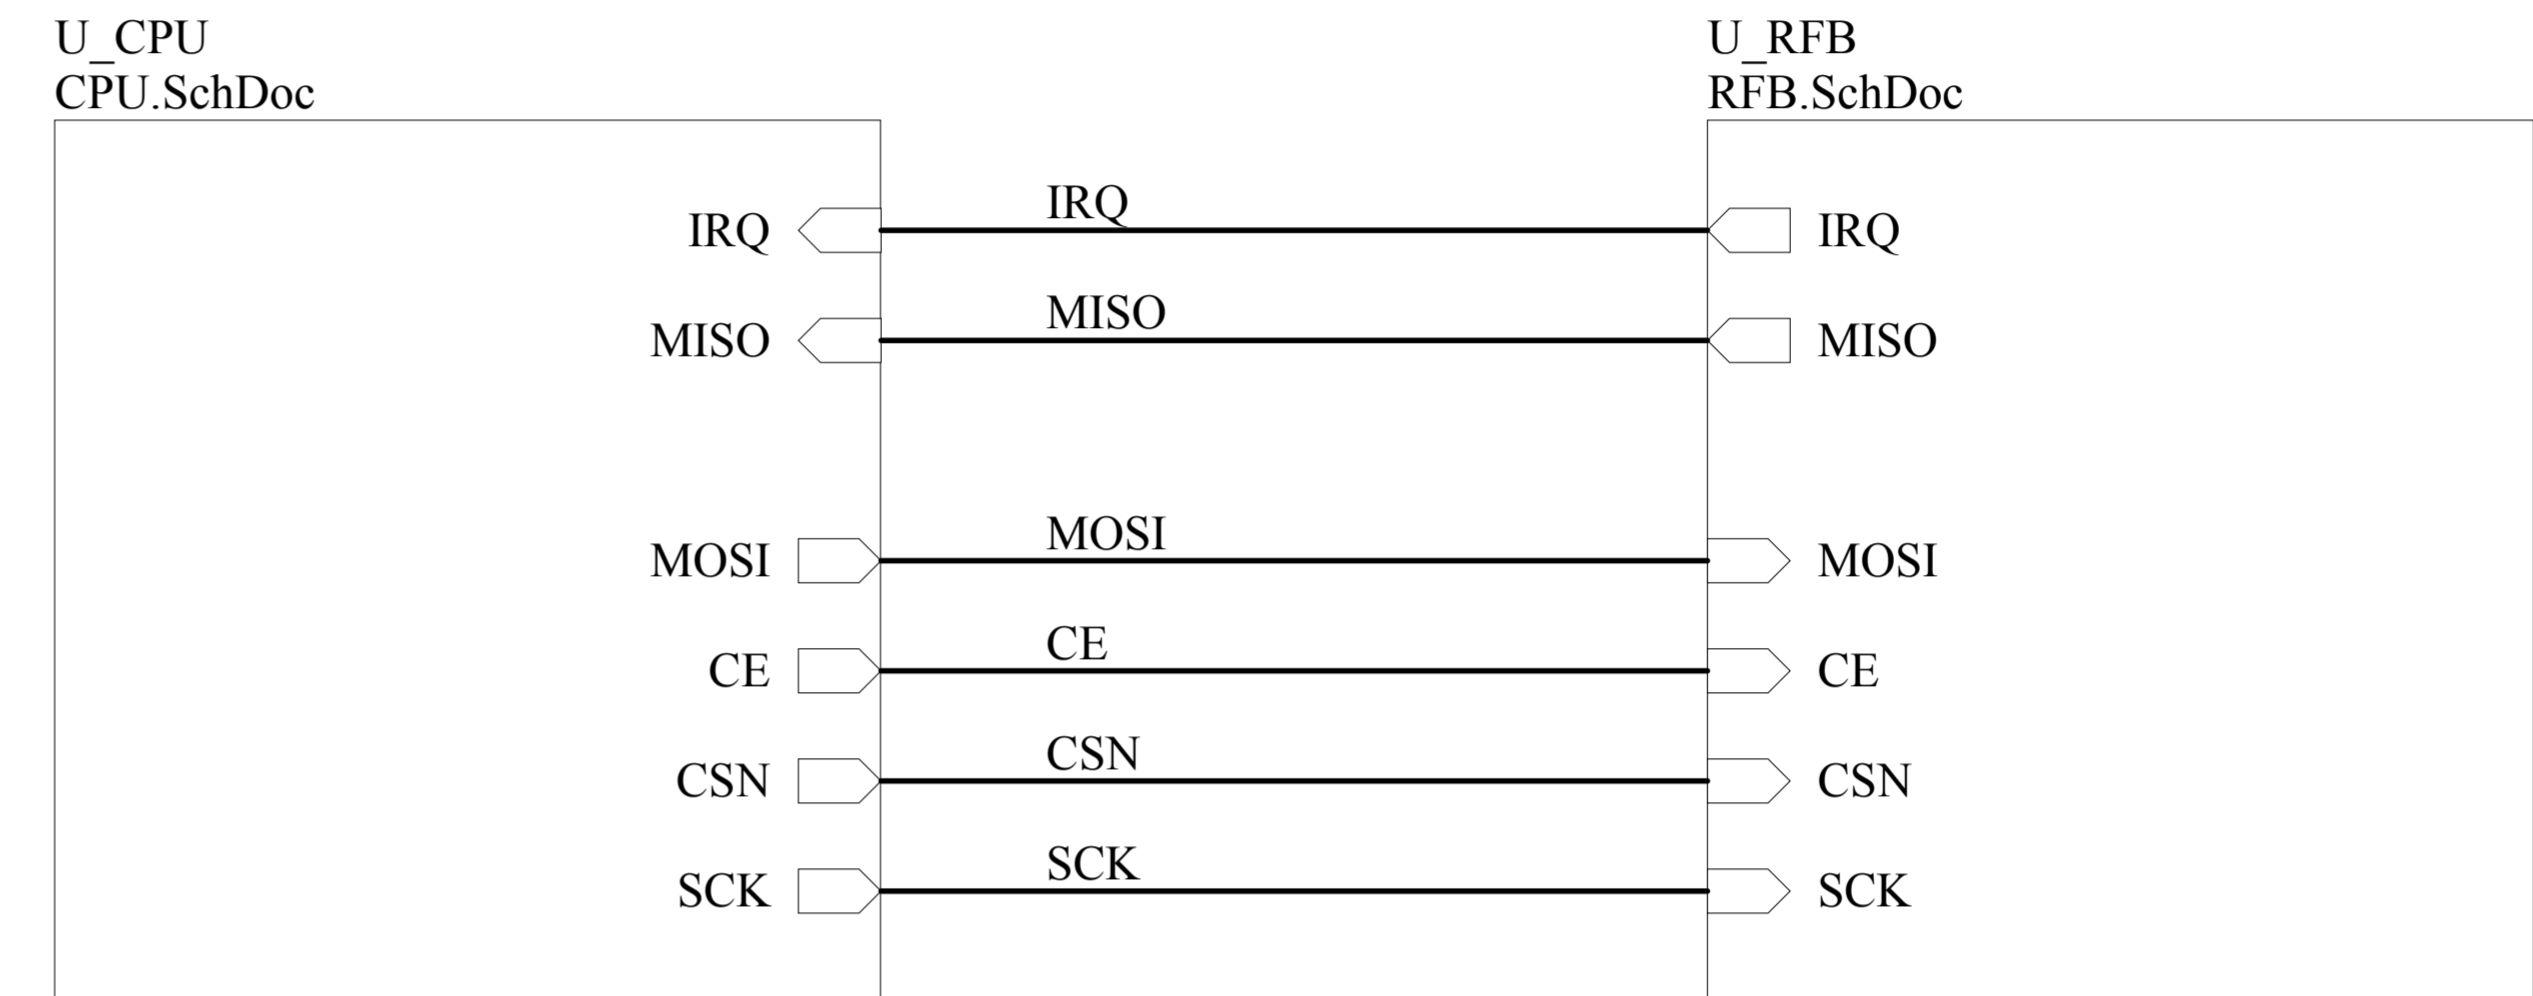 U_CPU
CPU.SchDoc
U_RFB
RFB.SchDoc
IRQ IRQ IRQ
MISO MISO MISO
MOSI MOSI MOSI
CE CE CE
CSN CSN CSN
SCK SCK SCK